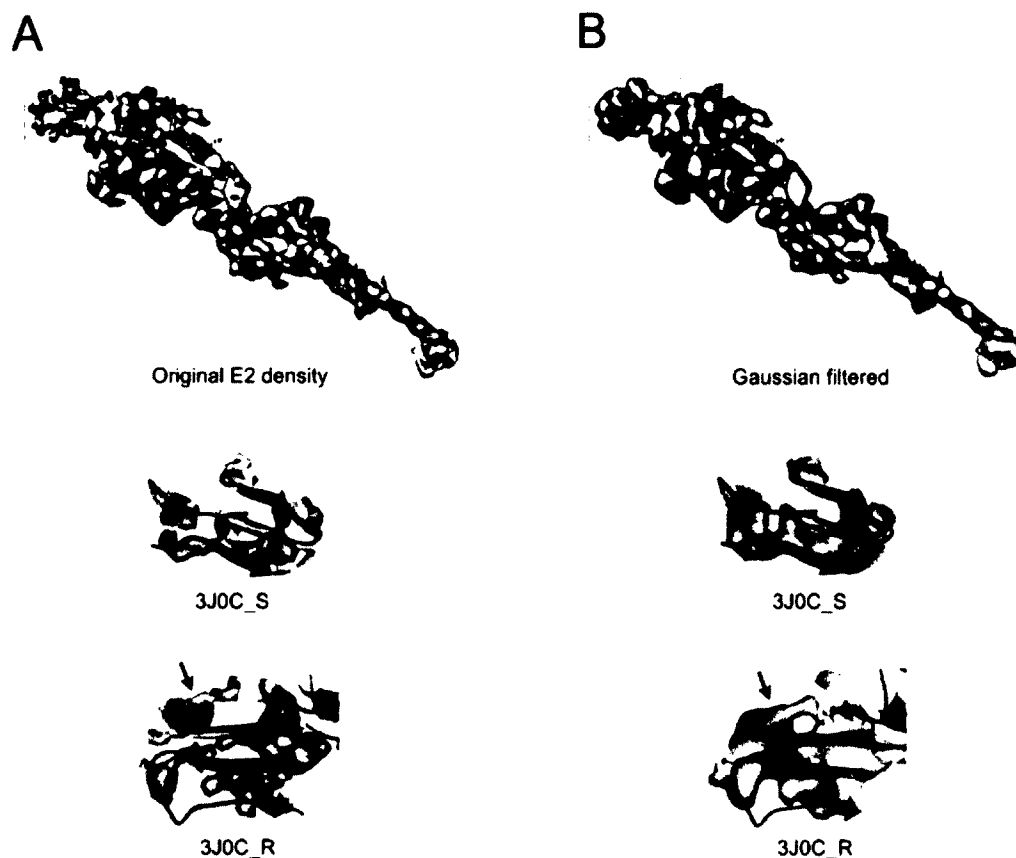 A
B
Original E2 density
Gaussian filtered
3J0C_S
3J0C_S
3J0C_R
3J0C_R